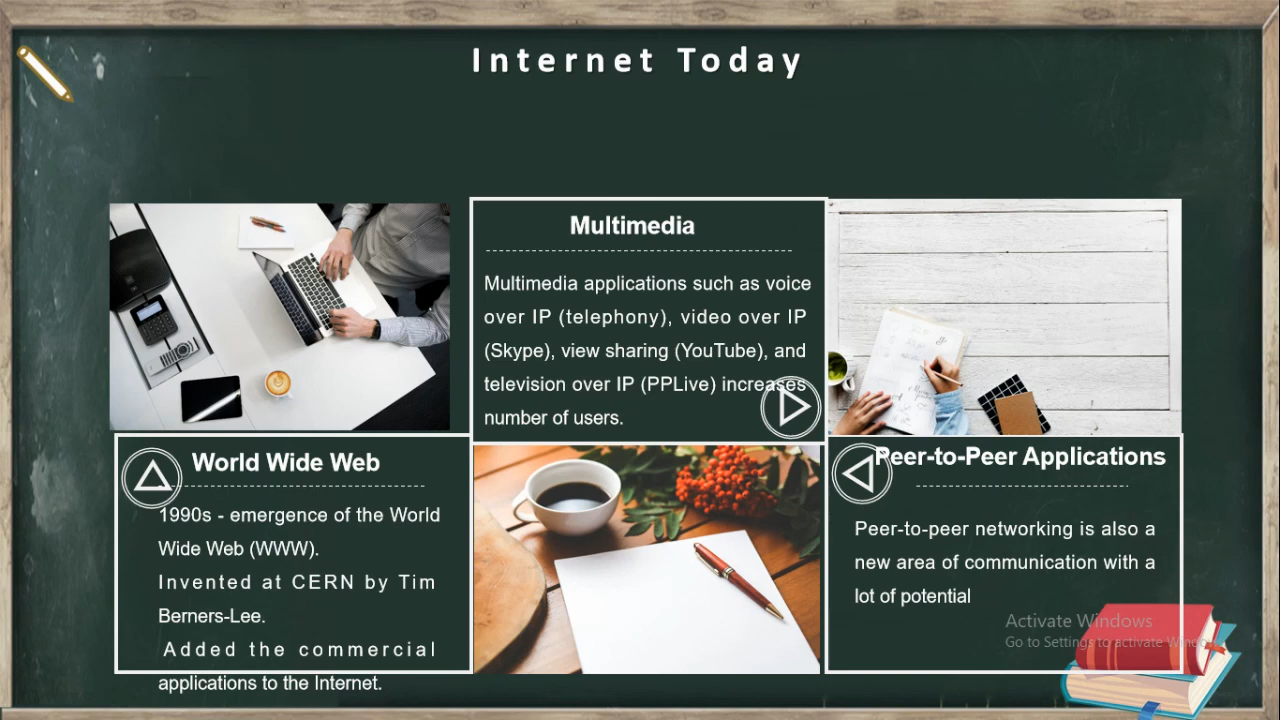 Internet Today
Multimedia
Multimedia applications such as voice
over IP (telephony), video over IP
(Skype), view sharing (YouTube), and
television over IP (PPLive) increases
number of users.
World Wide Web
1990s - emergence of the World
Wide Web (WWW).
Invented at CERN by Tim
Berners-Lee.
Added the commercial
applications to the Internet.
Peer-to-Peer Applications
Peer-to-peer networking is also a
new area of communication with a
lot of potential
Activate Windows
Go to Settings to activate Windows